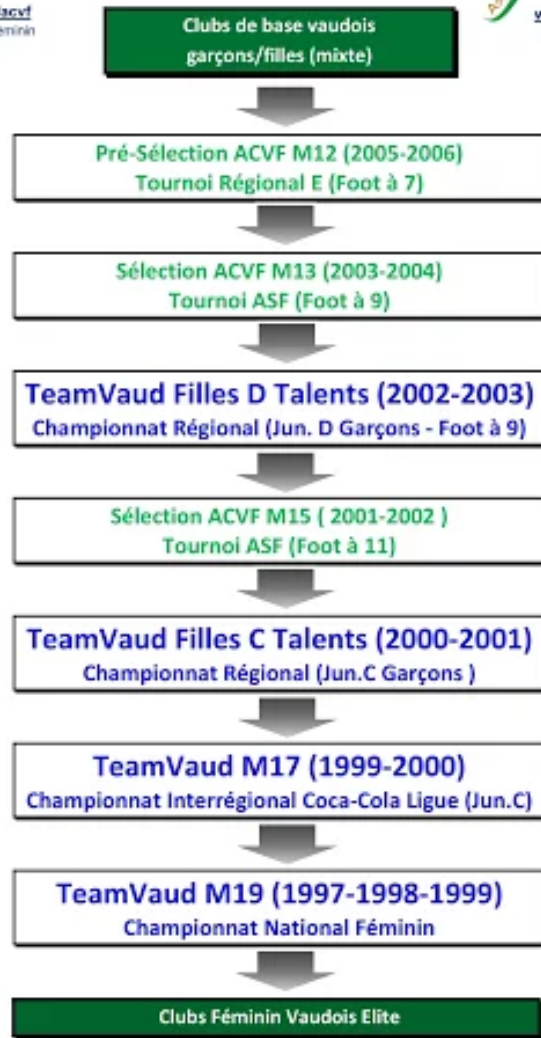 acvf
éminin
Clubs de base vaudois
garçons/filles (mixte)
Pré-Sélection ACVF M12 (2005-2006)
Tournoi Régional E (Foot à 7)
Sélection ACVF M13 (2003-2004)
Tournoi ASF (Foot à 9)
TeamVaud Filles D Talents (2002-2003)
Championnat Régional (Jun. D Garçons - Foot à 9)
Sélection ACVF M15 ( 2001-2002 )
Tournoi ASF (Foot à 11)
TeamVaud Filles C Talents (2000-2001)
Championnat Régional (Jun.C Garçons )
TeamVaud M17 (1999-2000)
Championnat Interrégional Coca-Cola Ligue (Jun.C)
TeamVaud M19 (1997-1998-1999)
Championnat National Féminin
Clubs Féminin Vaudois Elite